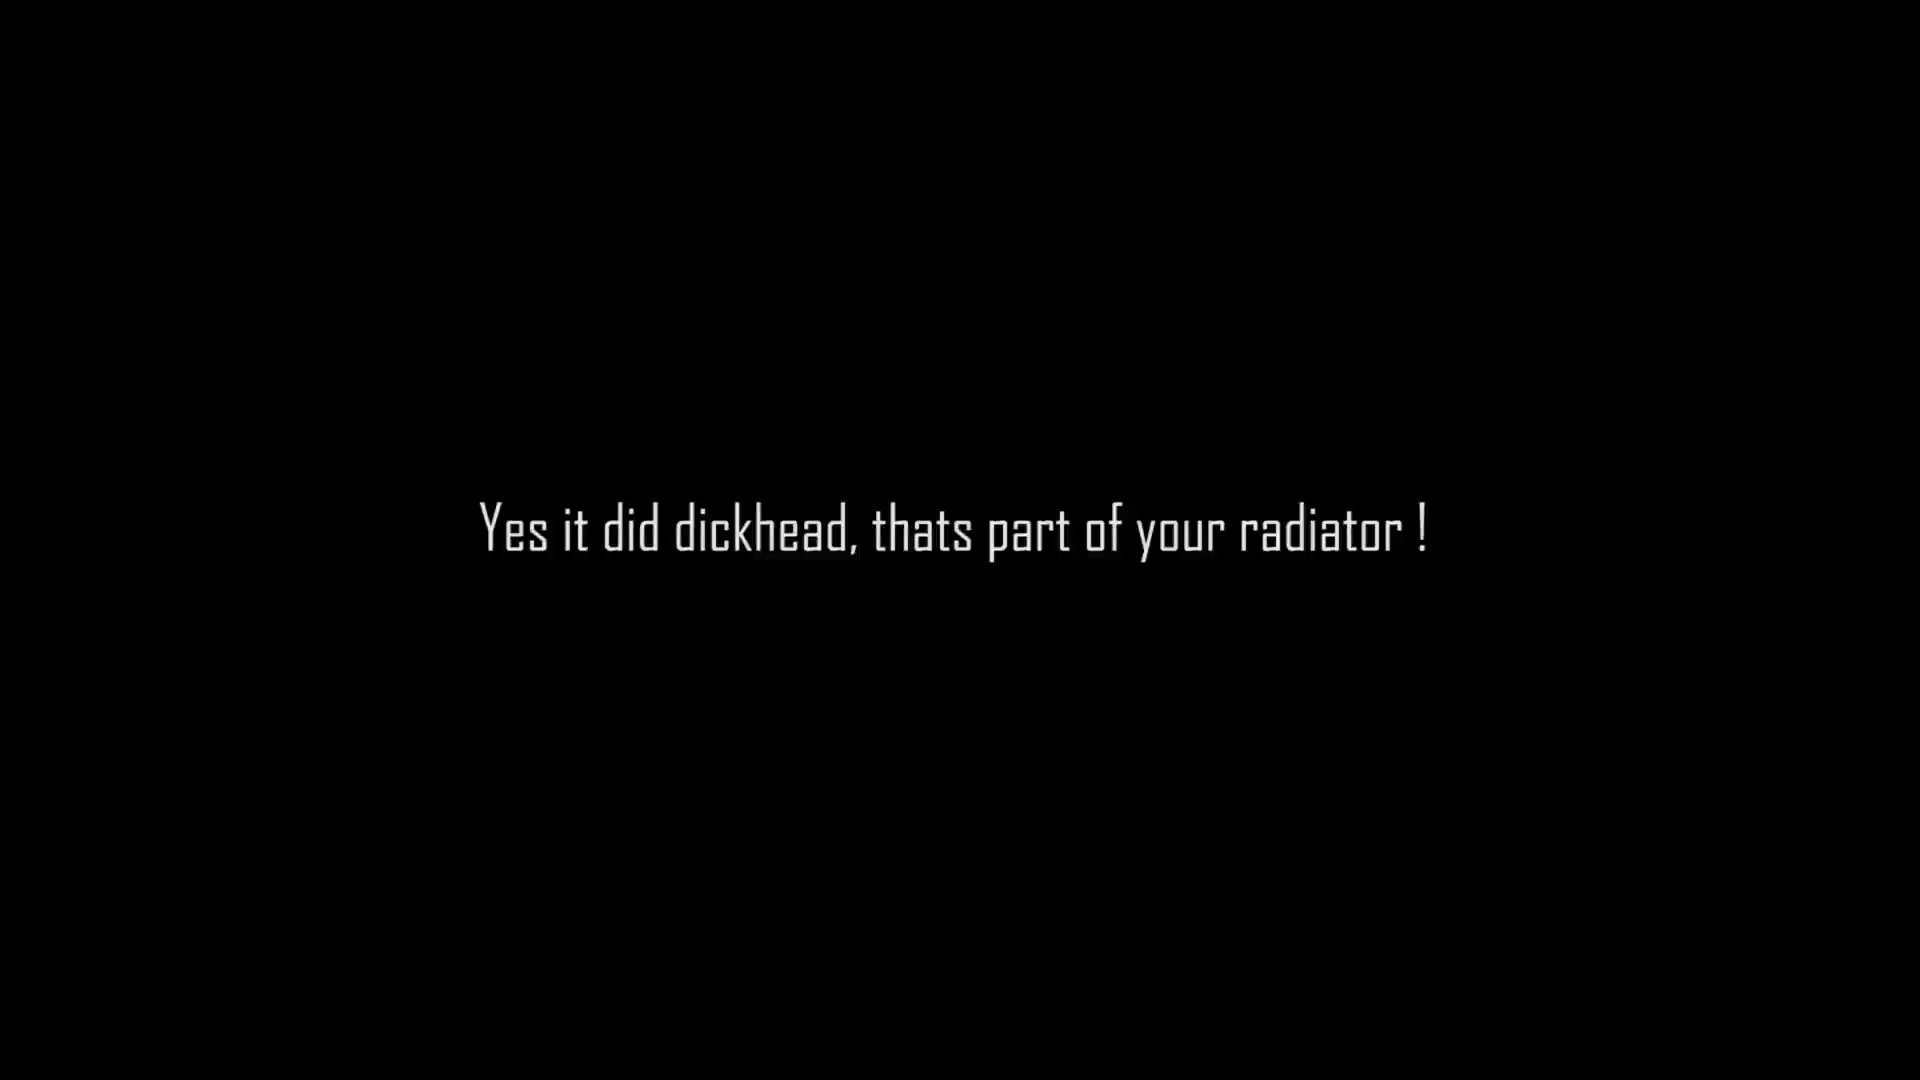 Yes it did dickhead, thats part of your radiator !